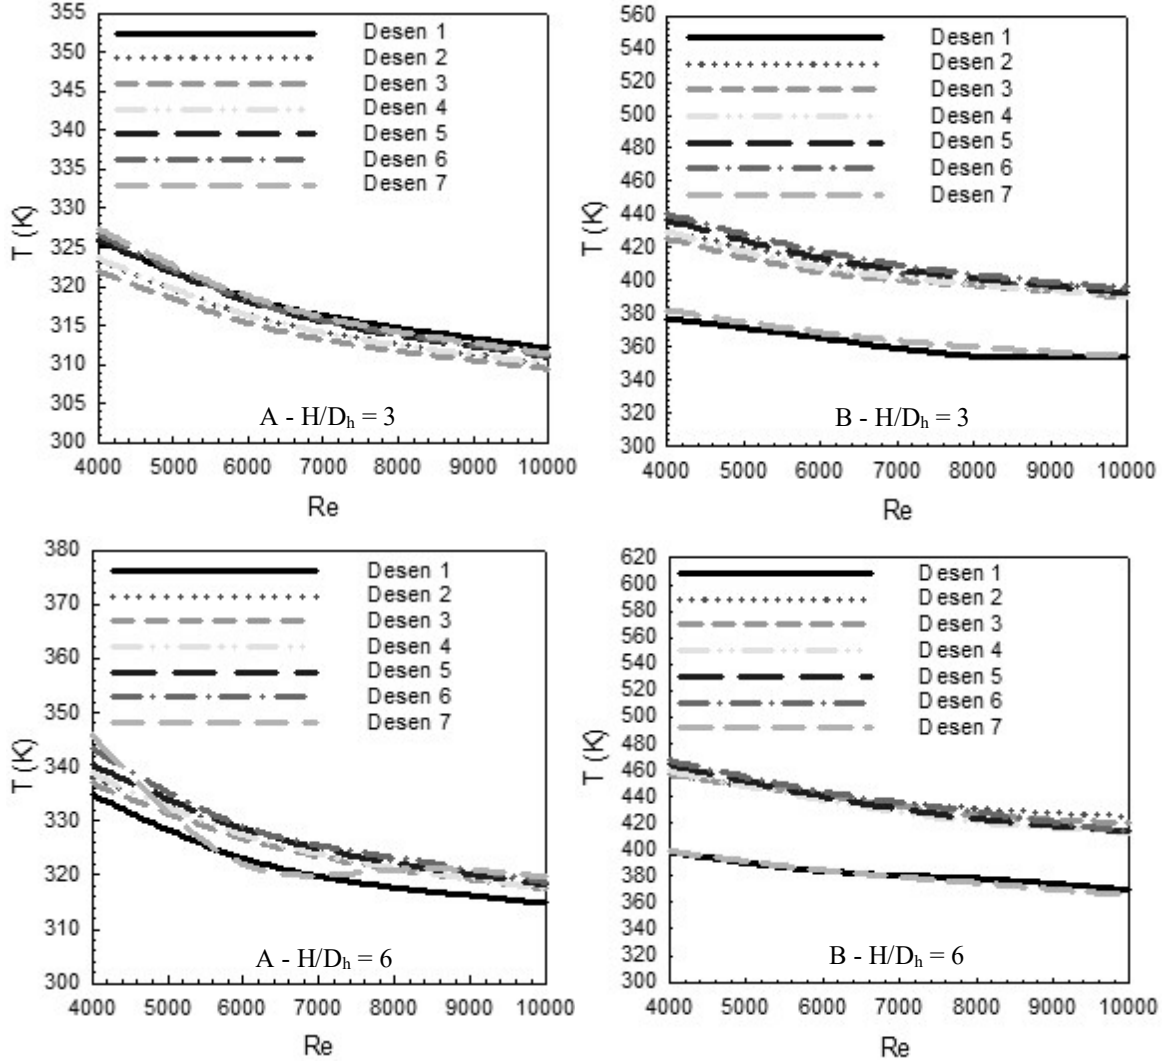 355
350
345
340
335
330
325
320
315
310
305
300
T (K)
Desen 1
Desen 2
Desen 3
Desen 4
Desen 5
Desen 6
Desen 7
A - H/Dₕ = 3
4000 5000 6000 7000 8000 9000 10000
Re
560
540
520
500
480
460
440
420
400
380
360
340
320
300
T (K)
Desen 1
Desen 2
Desen 3
Desen 4
Desen 5
Desen 6
Desen 7
B - H/Dₕ = 3
4000 5000 6000 7000 8000 9000 10000
Re
380
370
360
350
340
330
320
310
300
T (K)
Desen 1
Desen 2
Desen 3
Desen 4
Desen 5
Desen 6
Desen 7
A - H/Dₕ = 6
4000 5000 6000 7000 8000 9000 10000
Re
620
600
580
560
540
520
500
480
460
440
420
400
380
360
340
320
300
T (K)
Desen 1
Desen 2
Desen 3
Desen 4
Desen 5
Desen 6
Desen 7
B - H/Dₕ = 6
4000 5000 6000 7000 8000 9000 10000
Re